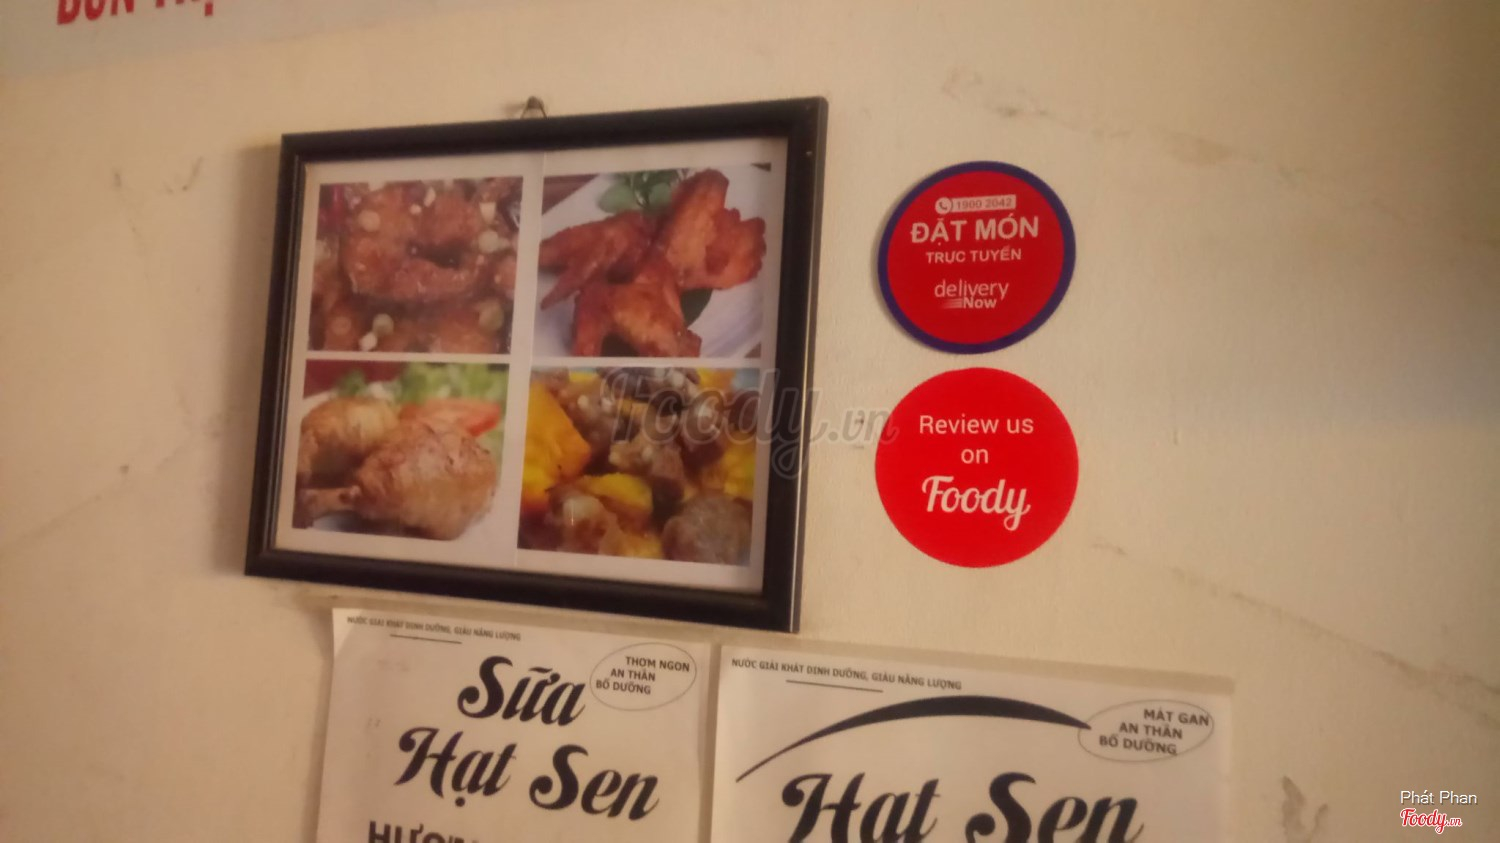 1900 2042
ĐẶT MÓN
TRỰC TUYẾN
delivery
Now
Review us
on
Foody
Foody.vn
NƯỚC GIẢI KHÁT DINH DƯỠNG, GIÀU NĂNG LƯỢNG
THƠM NGON
AN THẦN
BỔ DƯỠNG
Sữa
Hạt Sen
NƯỚC GIẢI KHÁT DINH DƯỠNG, GIÀU NĂNG LƯỢNG
MÁT GAN
AN THẦN
BỔ DƯỠNG
Hạt Sen
Phát Phan
Foody.vn